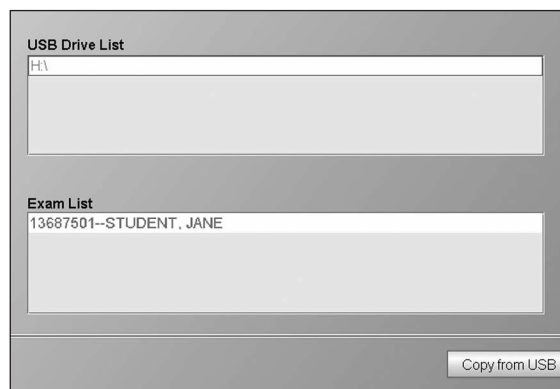 USB Drive List
H:\
Exam List
13687501--STUDENT, JANE
Copy from USB